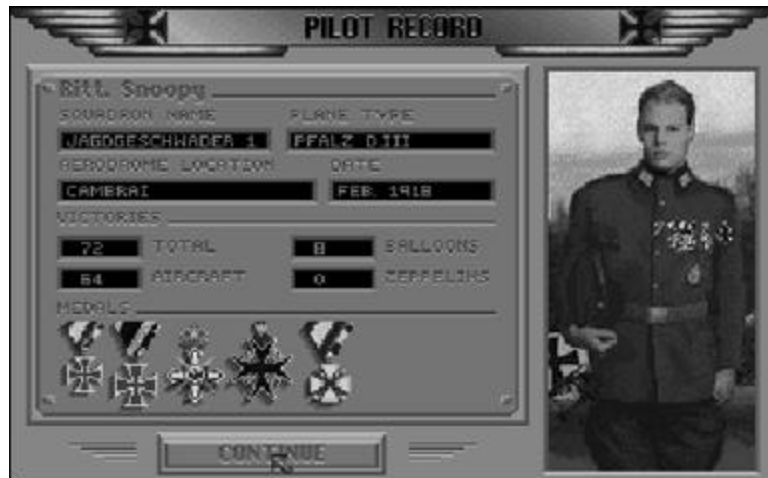 PILOT RECORD
Ritt. Snoopy
SQUADRON NAME PLANE TYPE
JAGDGESCHWADER 1 PFALZ D.III
AERODROME LOCATION DATE
CAMBRAI FEB. 1918
VICTORIES
72 TOTAL 8 BALLOONS
64 AIRCRAFT 0 ZEPPELINS
MEDALS
CONTINUE